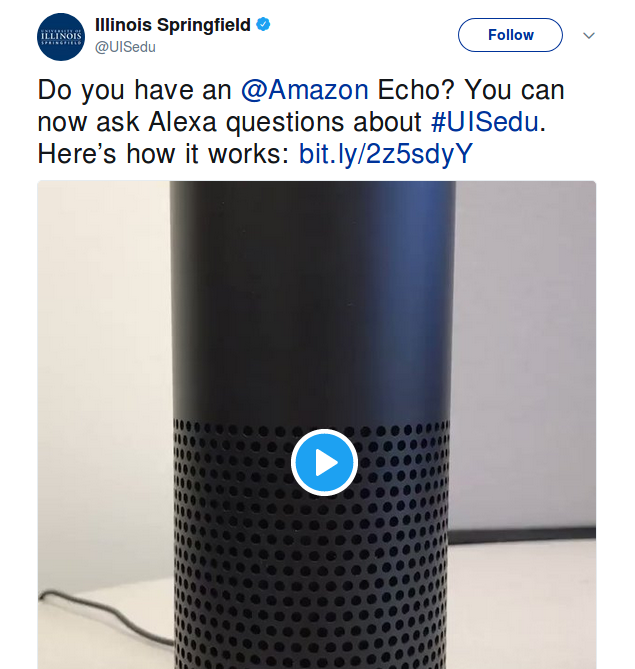 UNIVERSITY OF
ILLINOIS
SPRINGFIELD
Illinois Springfield
@UISedu
Follow
Do you have an @Amazon Echo? You can
now ask Alexa questions about #UISedu.
Here’s how it works: bit.ly/2z5sdyY